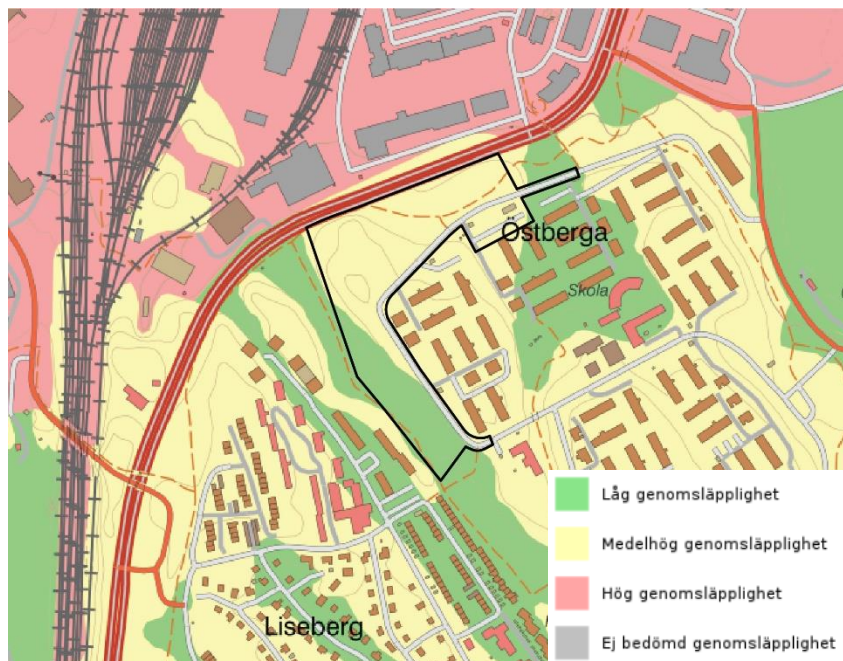 Östberga
Skola
Liseberg
Låg genomsläpplighet
Medelhög genomsläpplighet
Hög genomsläpplighet
Ej bedömd genomsläpplighet